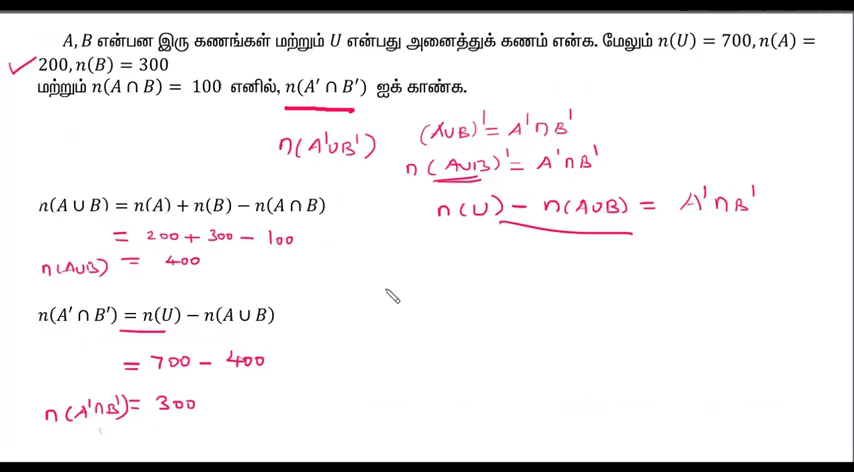 A, B என்பன இரு கணங்கள் மற்றும் U என்பது அனைத்துக் கணம் என்க. மேலும் n(U) = 700, n(A) =
200, n(B) = 300
மற்றும் n(A ∩ B) = 100 எனில், n(A′ ∩ B′) ஐக் காண்க.
n(A'∪B') (A∪B)' = A'∩B'
n(A∪B)' = A'∩B'
n(U) − n(A∪B) = A'∩B'
n(A ∪ B) = n(A) + n(B) − n(A ∩ B)
= 200 + 300 − 100
n(A∪B) = 400
n(A′ ∩ B′) = n(U) − n(A ∪ B)
= 700 − 400
n(A'∩B') = 300